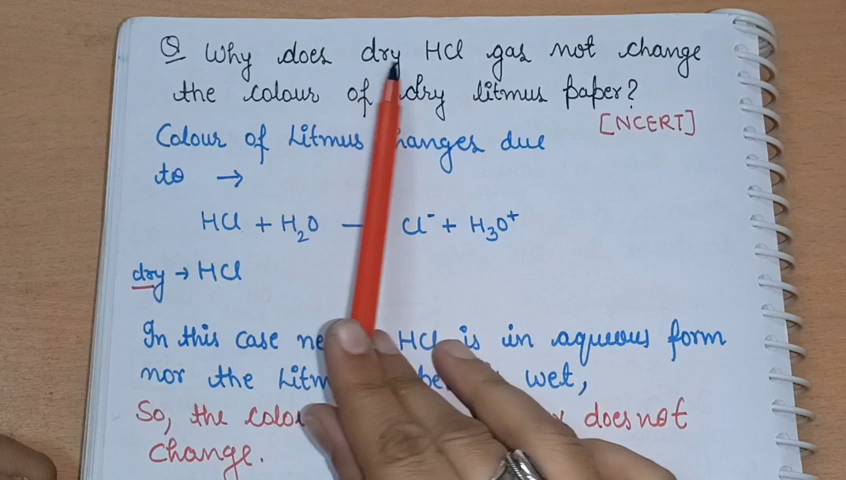 Q Why does dry HCl gas not change
the colour of dry litmus paper?
[NCERT]
Colour of Litmus changes due
to →
HCl + H₂O — Cl⁻ + H₃O⁺
dry → HCl
In this case HCl is in aqueous form
nor the wet,
So, the does not
change.